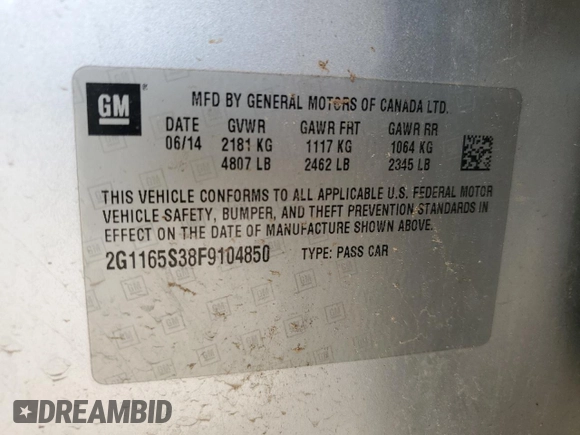 GM
MFD BY GENERAL MOTORS OF CANADA LTD.
DATE GVWR GAWR FRT GAWR RR
06/14 2181 KG 1117 KG 1064 KG
4807 LB 2462 LB 2345 LB
THIS VEHICLE CONFORMS TO ALL APPLICABLE U.S. FEDERAL MOTOR
VEHICLE SAFETY, BUMPER, AND THEFT PREVENTION STANDARDS IN
EFFECT ON THE DATE OF MANUFACTURE SHOWN ABOVE.
2G1165S38F9104850 TYPE: PASS CAR
DREAMBID